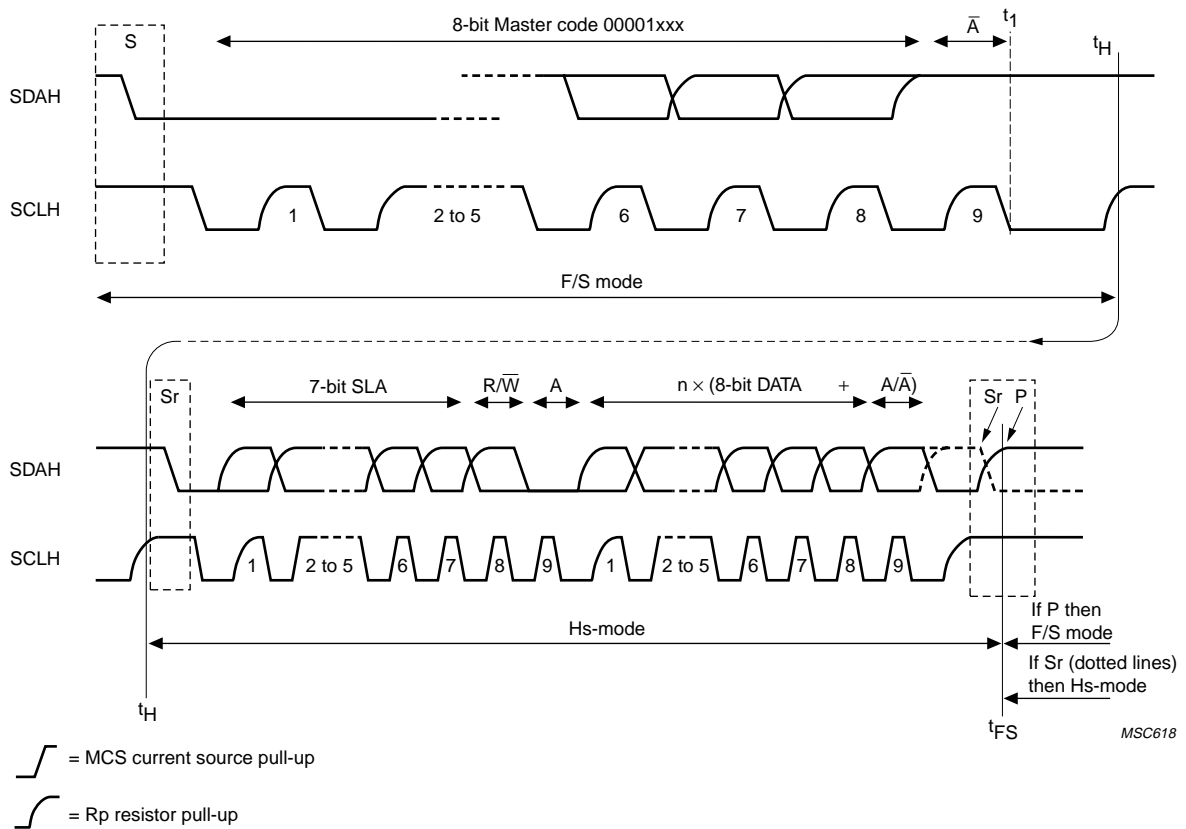 S 8-bit Master code 00001xxx A̅ t1 tH
SDAH
SCLH 1 2 to 5 6 7 8 9
F/S mode
Sr 7-bit SLA R/W̅ A n × (8-bit DATA + A/A̅) Sr P
SDAH
SCLH 1 2 to 5 6 7 8 9 1 2 to 5 6 7 8 9
Hs-mode If P then
F/S mode
If Sr (dotted lines)
then Hs-mode
tH tFS MSC618
= MCS current source pull-up
= Rp resistor pull-up